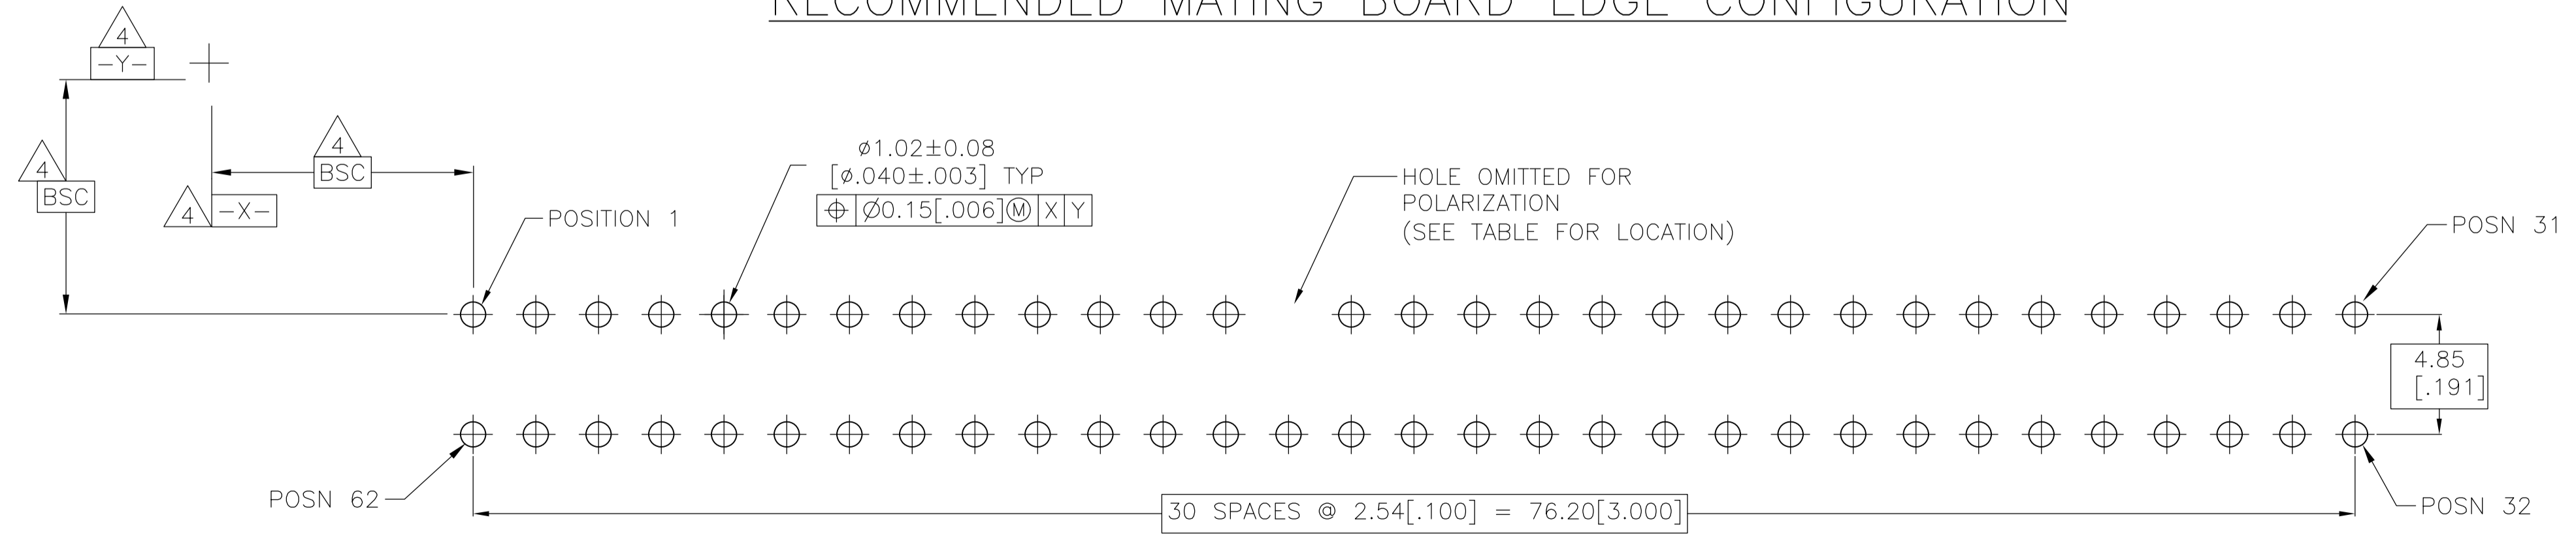 RECOMMENDED MATING BOARD EDGE CONFIGURATION
4
-Y-
4
BSC
4
BSC
4
-X-
POSITION 1
ø1.02±0.08
[ø.040±.003] TYP
⌖ Ø0.15[.006]Ⓜ X Y
HOLE OMITTED FOR
POLARIZATION
(SEE TABLE FOR LOCATION)
POSN 31
4.85
[.191]
POSN 62
30 SPACES @ 2.54[.100] = 76.20[3.000]
POSN 32